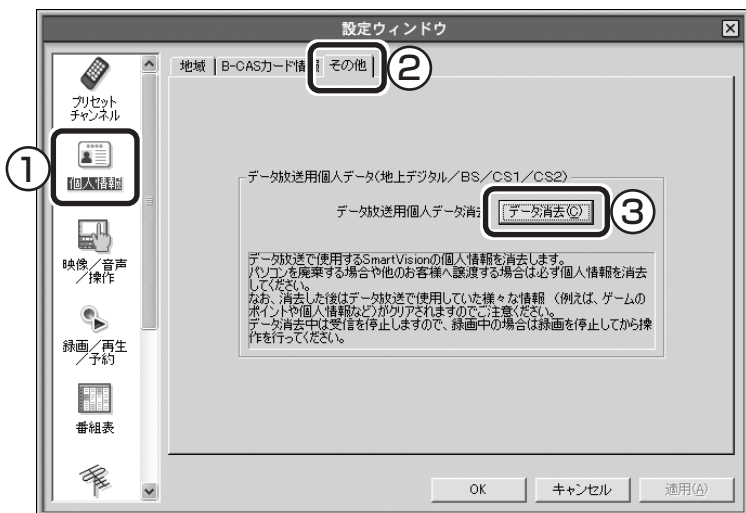 設定ウィンドウ
プリセット
チャンネル
①
個人情報
映像／音声
／操作
録画／再生
／予約
番組表
地域
B-CASカード情報
その他
②
データ放送用個人データ(地上デジタル／BS／CS1／CS2)
データ放送用個人データ消
データ消去(C)
③
データ放送で使用するSmartVisionの個人情報を消去します。
パソコンを廃棄する場合や他のお客様へ譲渡する場合は必ず個人情報を消去
してください。
なお、消去した後はデータ放送で使用していた様々な情報 (例えば、ゲームの
ポイントや個人情報など)がクリアされますのでご注意ください。
データ消去中は受信を停止しますので、録画中の場合は録画を停止してから操
作を行ってください。
OK
キャンセル
適用(A)